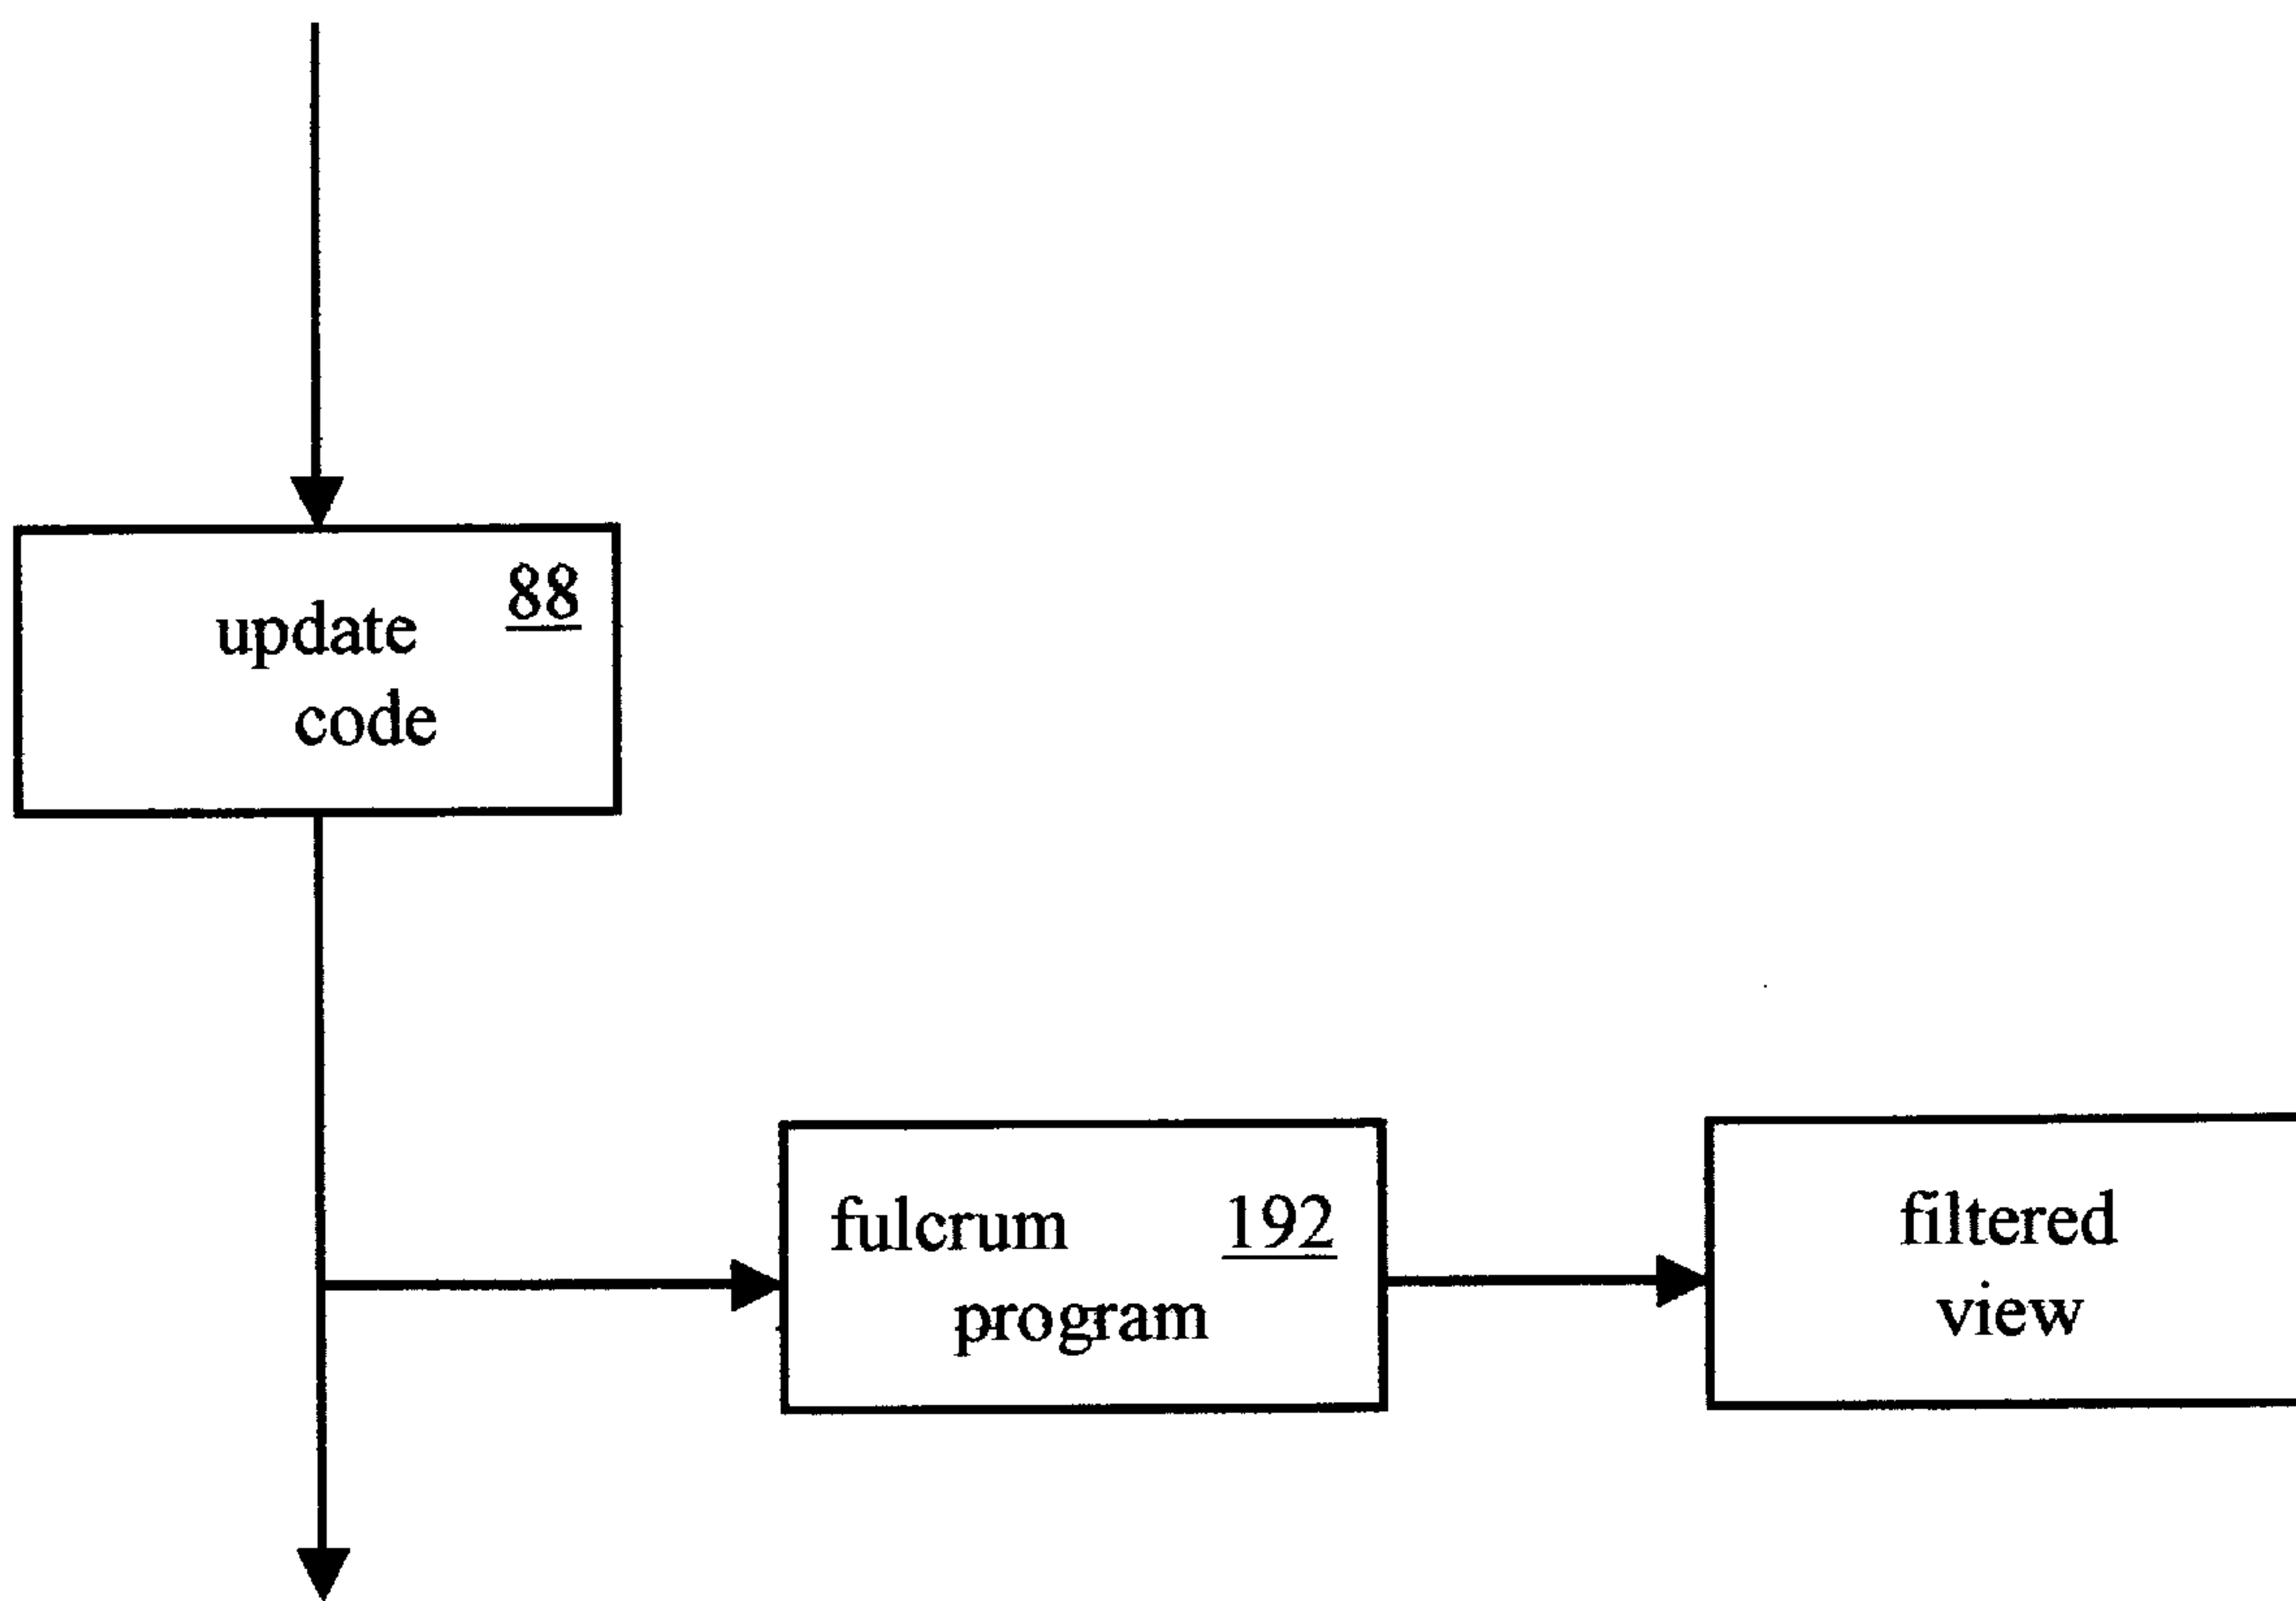 88
update
code
fulcrum 192
program
filtered
view